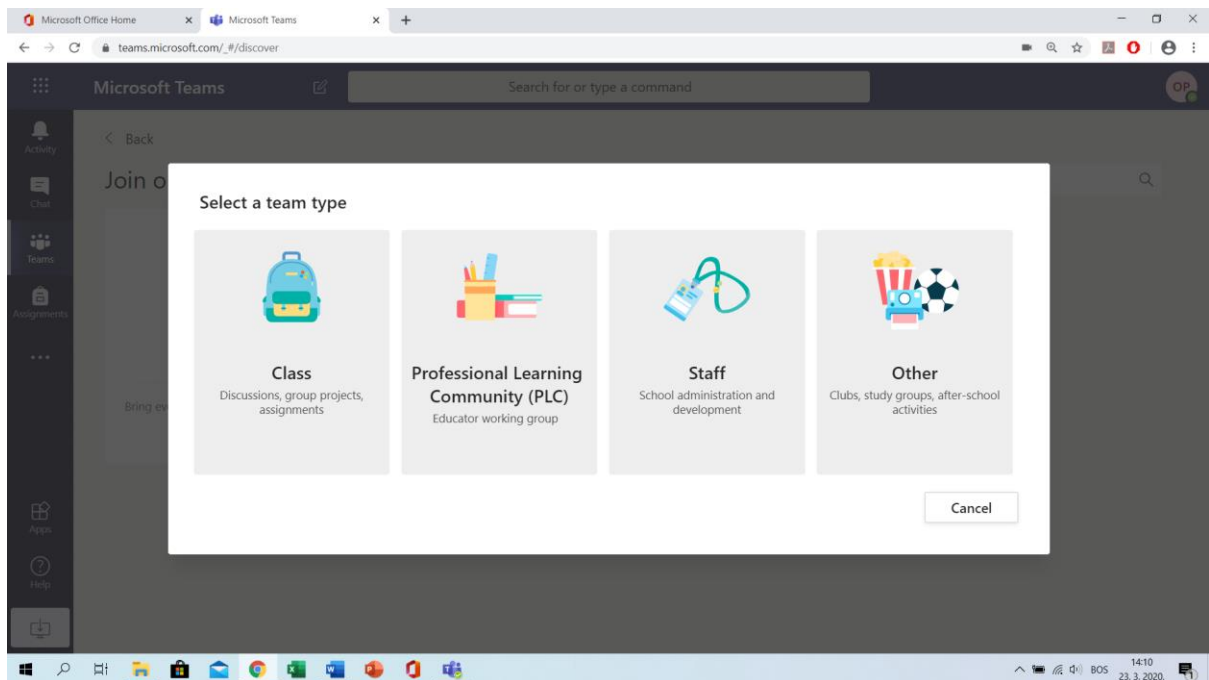 Microsoft Office Home
Microsoft Teams
teams.microsoft.com/_#/discover
Microsoft Teams
Search for or type a command
OP
Activity
Back
Chat
Join o
Teams
Assignments
Select a team type
Class
Discussions, group projects,
assignments
Professional Learning
Community (PLC)
Educator working group
Staff
School administration and
development
Other
Clubs, study groups, after-school
activities
Bring ev
Cancel
Apps
Help
BOS
14:10
23. 3. 2020.